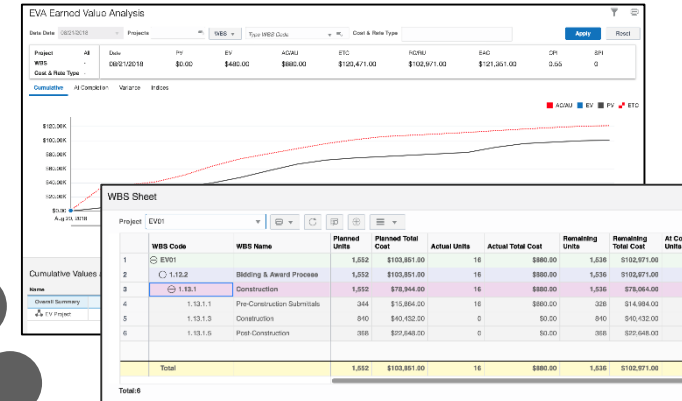 EVA Earned Value Analysis
Data Date 08/21/2018 Projects WBS Type WBS Code Cost & Rate Type Apply Reset
Project All Date PV EV AC/AU ETC EAC CPI SPI
WBS - 08/21/2018 $0.00 $480.00 $880.00 $120,471.00 $102,971.00 $121,351.00 0.55 0
Cost & Rate Type -
Cumulative At Completion Variance Indices
AC/AU EV PV ETC
$120.00K
$100.00K
$80.00K
$60.00K
$40.00K
$20.00K
$0.00
Aug 20, 2018
Cumulative Values
Name
Overall Summary
EV Project
WBS Sheet
Project EV01
WBS Code WBS Name Planned Units Planned Total Cost Actual Units Actual Total Cost Remaining Units Remaining Total Cost At Co Units
1 EV01 1,552 $103,851.00 16 $880.00 1,536 $102,971.00
2 1.12.2 Bidding & Award Process 1,552 $103,851.00 16 $880.00 1,536 $102,871.00
3 1.13.1 Construction 1,552 $78,944.00 16 $880.00 1,536 $78,064.00
4 1.13.1.1 Pre-Construction Submittals 344 $15,864.00 16 $880.00 328 $14,984.00
5 1.13.1.3 Construction 840 $40,432.00 0 $0.00 840 $40,432.00
6 1.13.1.5 Post-Construction 368 $22,648.00 0 $0.00 368 $22,648.00
Total 1,552 $103,851.00 16 $880.00 1,536 $102,971.00
Total:6